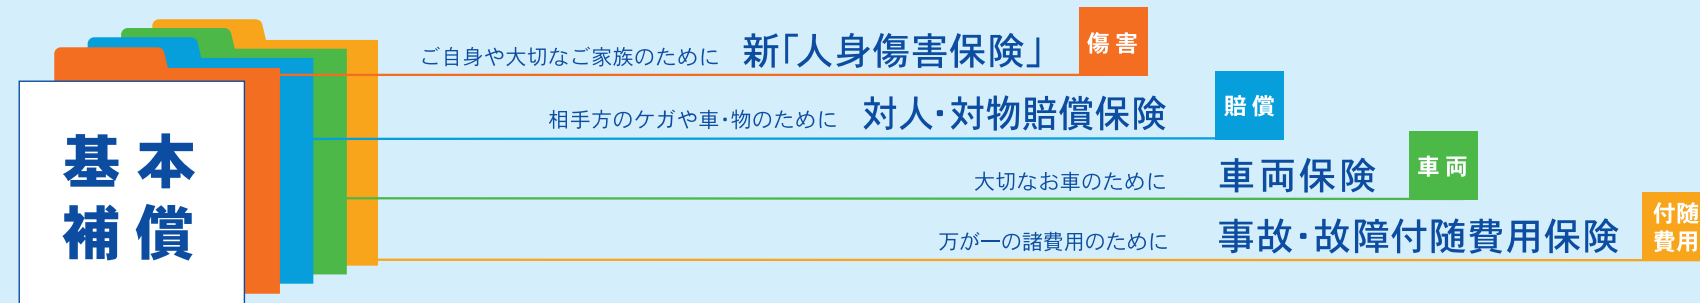 基本
補償
ご自身や大切なご家族のために 新「人身傷害保険」 傷害
相手方のケガや車・物のために 対人・対物賠償保険 賠償
大切なお車のために 車両保険 車両
万が一の諸費用のために 事故・故障付随費用保険 付随
費用